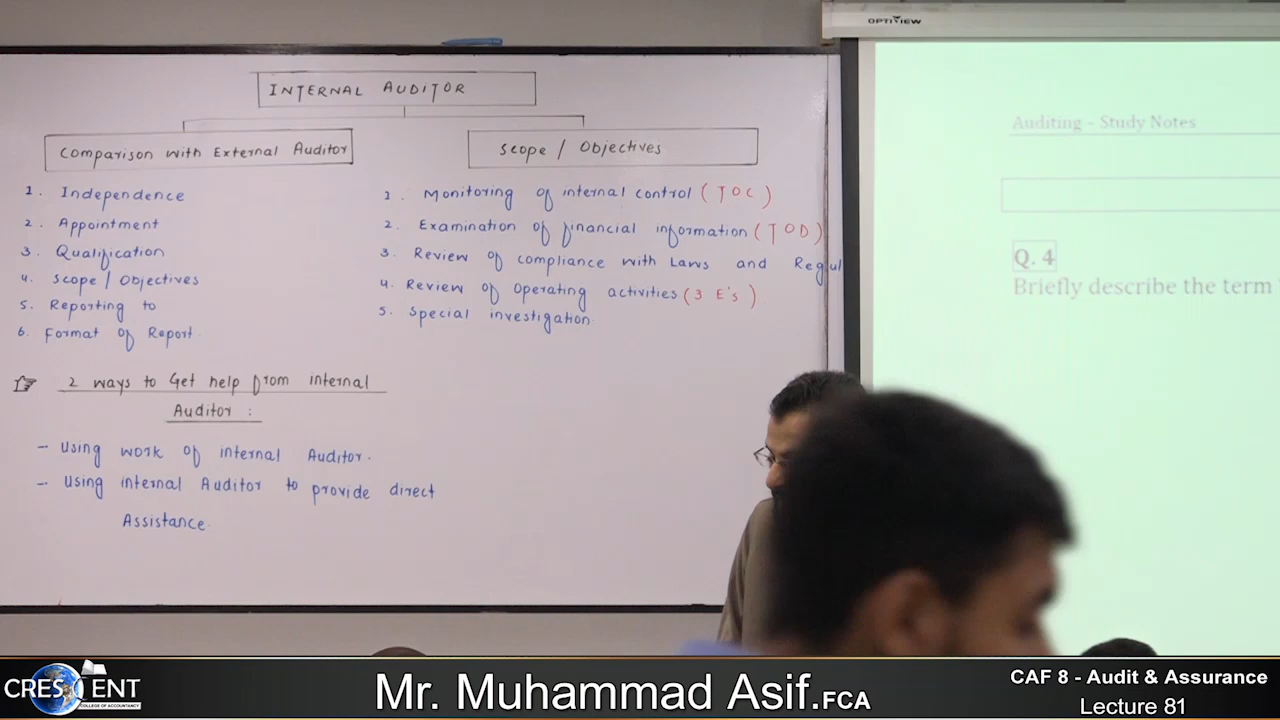 OPTIVIEW
INTERNAL AUDITOR
Comparison with External Auditor
Scope / Objectives
1. Independence
2. Appointment
3. Qualification
4. Scope / Objectives
5. Reporting to
6. Format of Report
1. Monitoring of internal control (TOC)
2. Examination of financial information (TOD)
3. Review of compliance with Laws and Regul
4. Review of Operating activities (3 E's)
5. Special investigation.
2 ways to Get help from internal
Auditor :
- Using work of internal Auditor.
- Using internal Auditor to provide direct
Assistance.
Auditing – Study Notes
Q. 4
Briefly describe the term
CRESCENT
COLLEGE OF ACCOUNTANCY
Mr. Muhammad Asif.FCA
CAF 8 - Audit & Assurance
Lecture 81